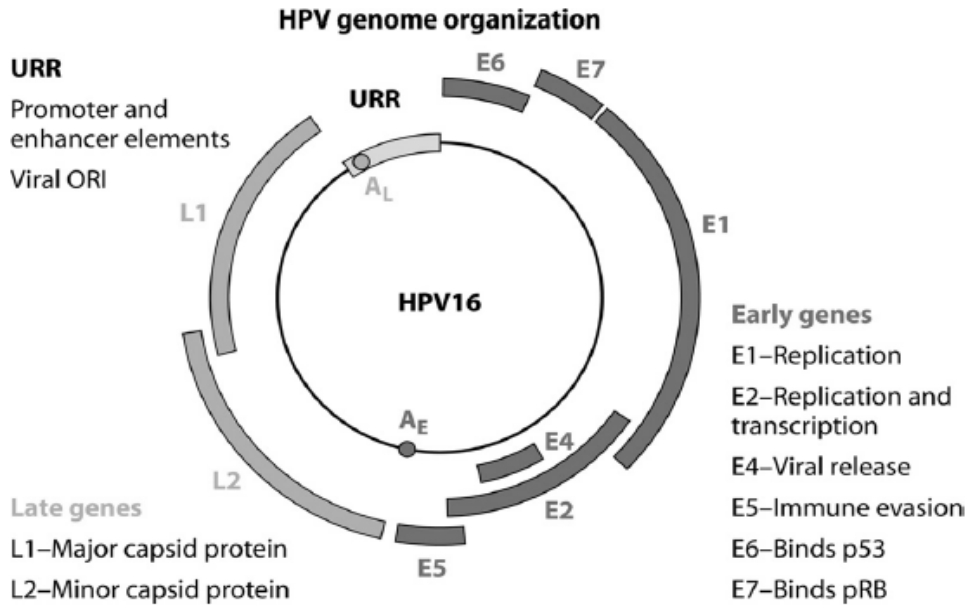 HPV genome organization
URR
Promoter and
enhancer elements
Viral ORI
URR
E6
E7
A_L
L1
E1
HPV16
A_E
E4
L2
E2
E5
Late genes
L1–Major capsid protein
L2–Minor capsid protein
Early genes
E1–Replication
E2–Replication and
transcription
E4–Viral release
E5–Immune evasion
E6–Binds p53
E7–Binds pRB